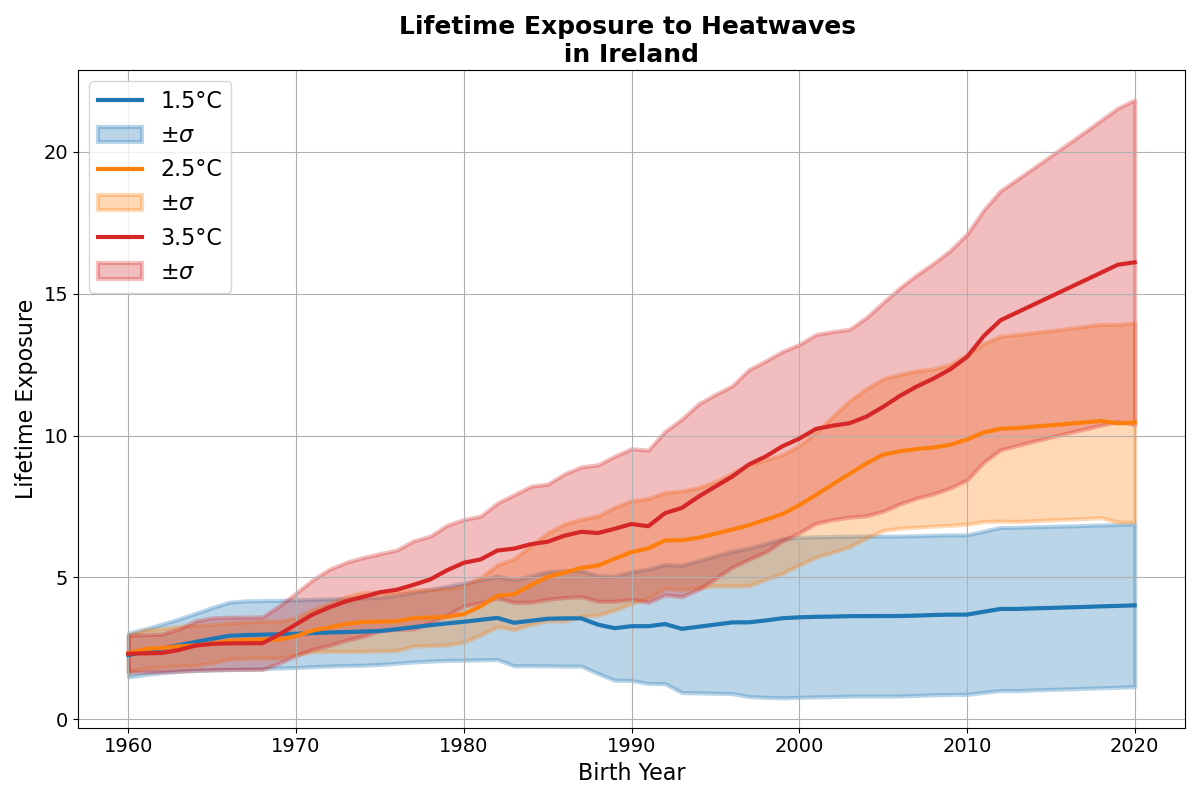 Lifetime Exposure to Heatwaves
in Ireland
1.5°C
±σ
2.5°C
±σ
3.5°C
±σ
Lifetime Exposure
20
15
10
5
0
1960 1970 1980 1990 2000 2010 2020
Birth Year